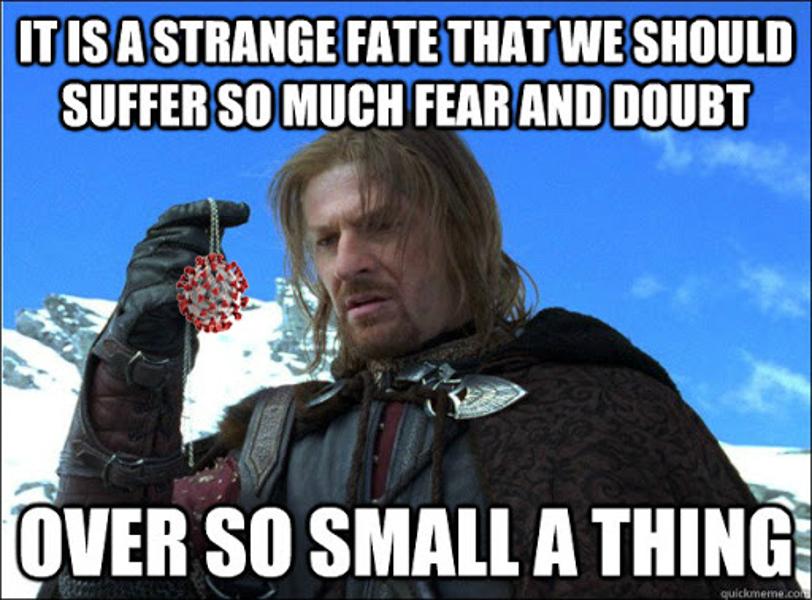 IT IS A STRANGE FATE THAT WE SHOULD
SUFFER SO MUCH FEAR AND DOUBT
OVER SO SMALL A THING
quickmeme.com